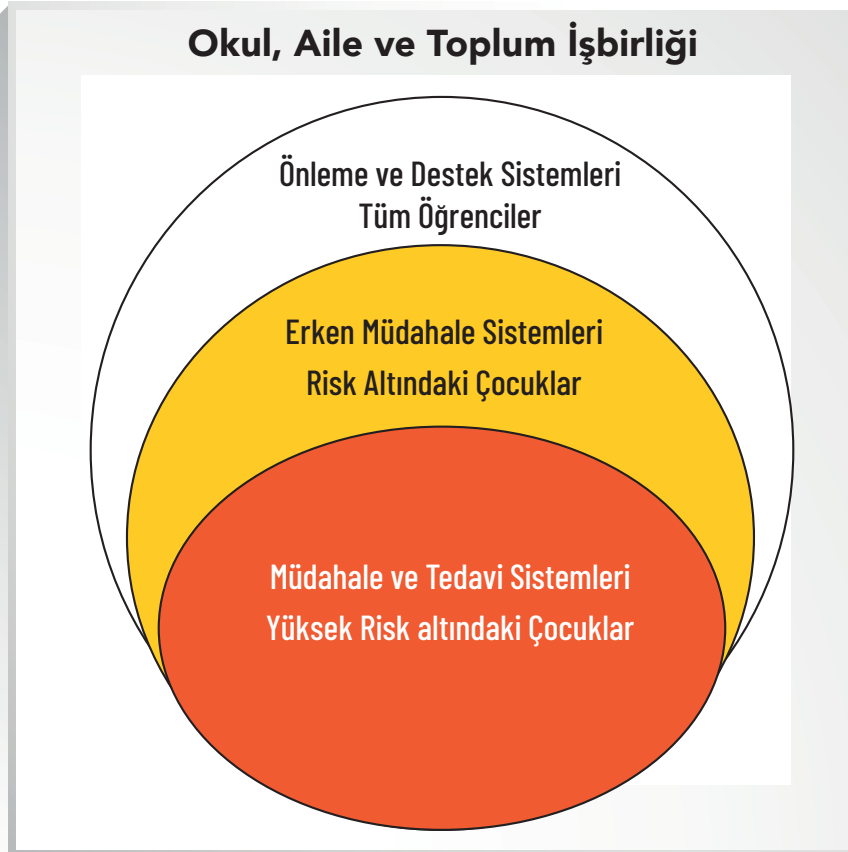 Okul, Aile ve Toplum İşbirliği
Önleme ve Destek Sistemleri
Tüm Öğrenciler
Erken Müdahale Sistemleri
Risk Altındaki Çocuklar
Müdahale ve Tedavi Sistemleri
Yüksek Risk altındaki Çocuklar